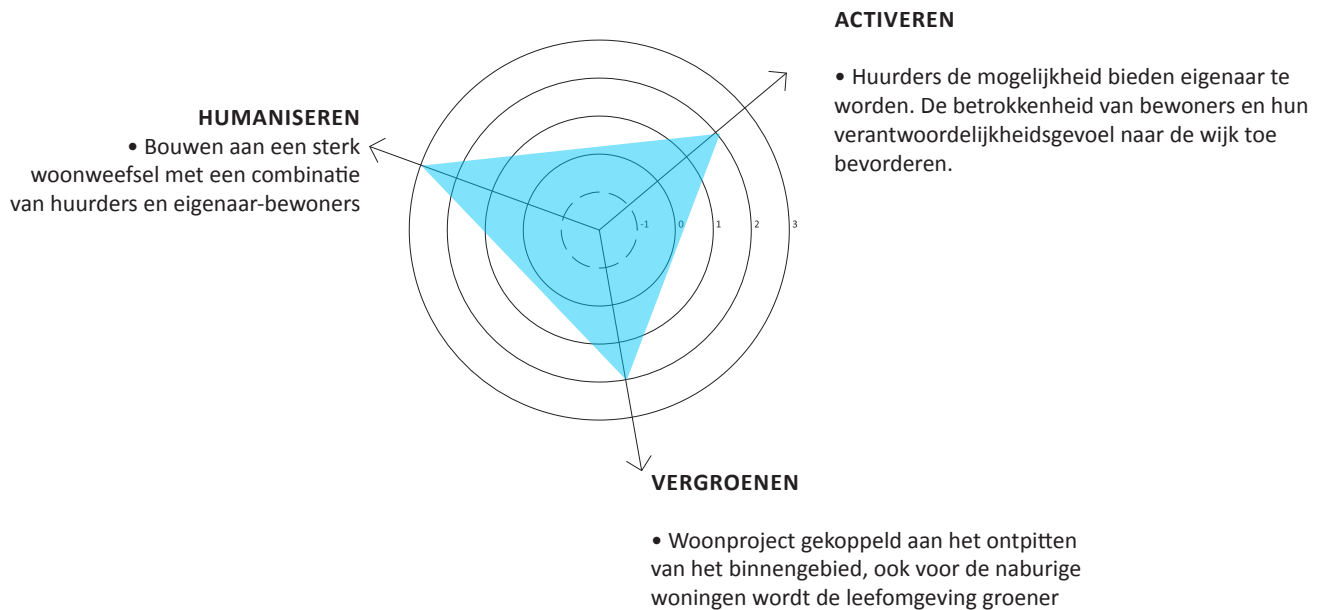 ACTIVEREN
• Huurders de mogelijkheid bieden eigenaar te
worden. De betrokkenheid van bewoners en hun
verantwoordelijkheidsgevoel naar de wijk toe
bevorderen.
HUMANISEREN
• Bouwen aan een sterk
woonweefsel met een combinatie
van huurders en eigenaar-bewoners
-1 0 1 2 3
VERGROENEN
• Woonproject gekoppeld aan het ontpitten
van het binnengebied, ook voor de naburige
woningen wordt de leefomgeving groener